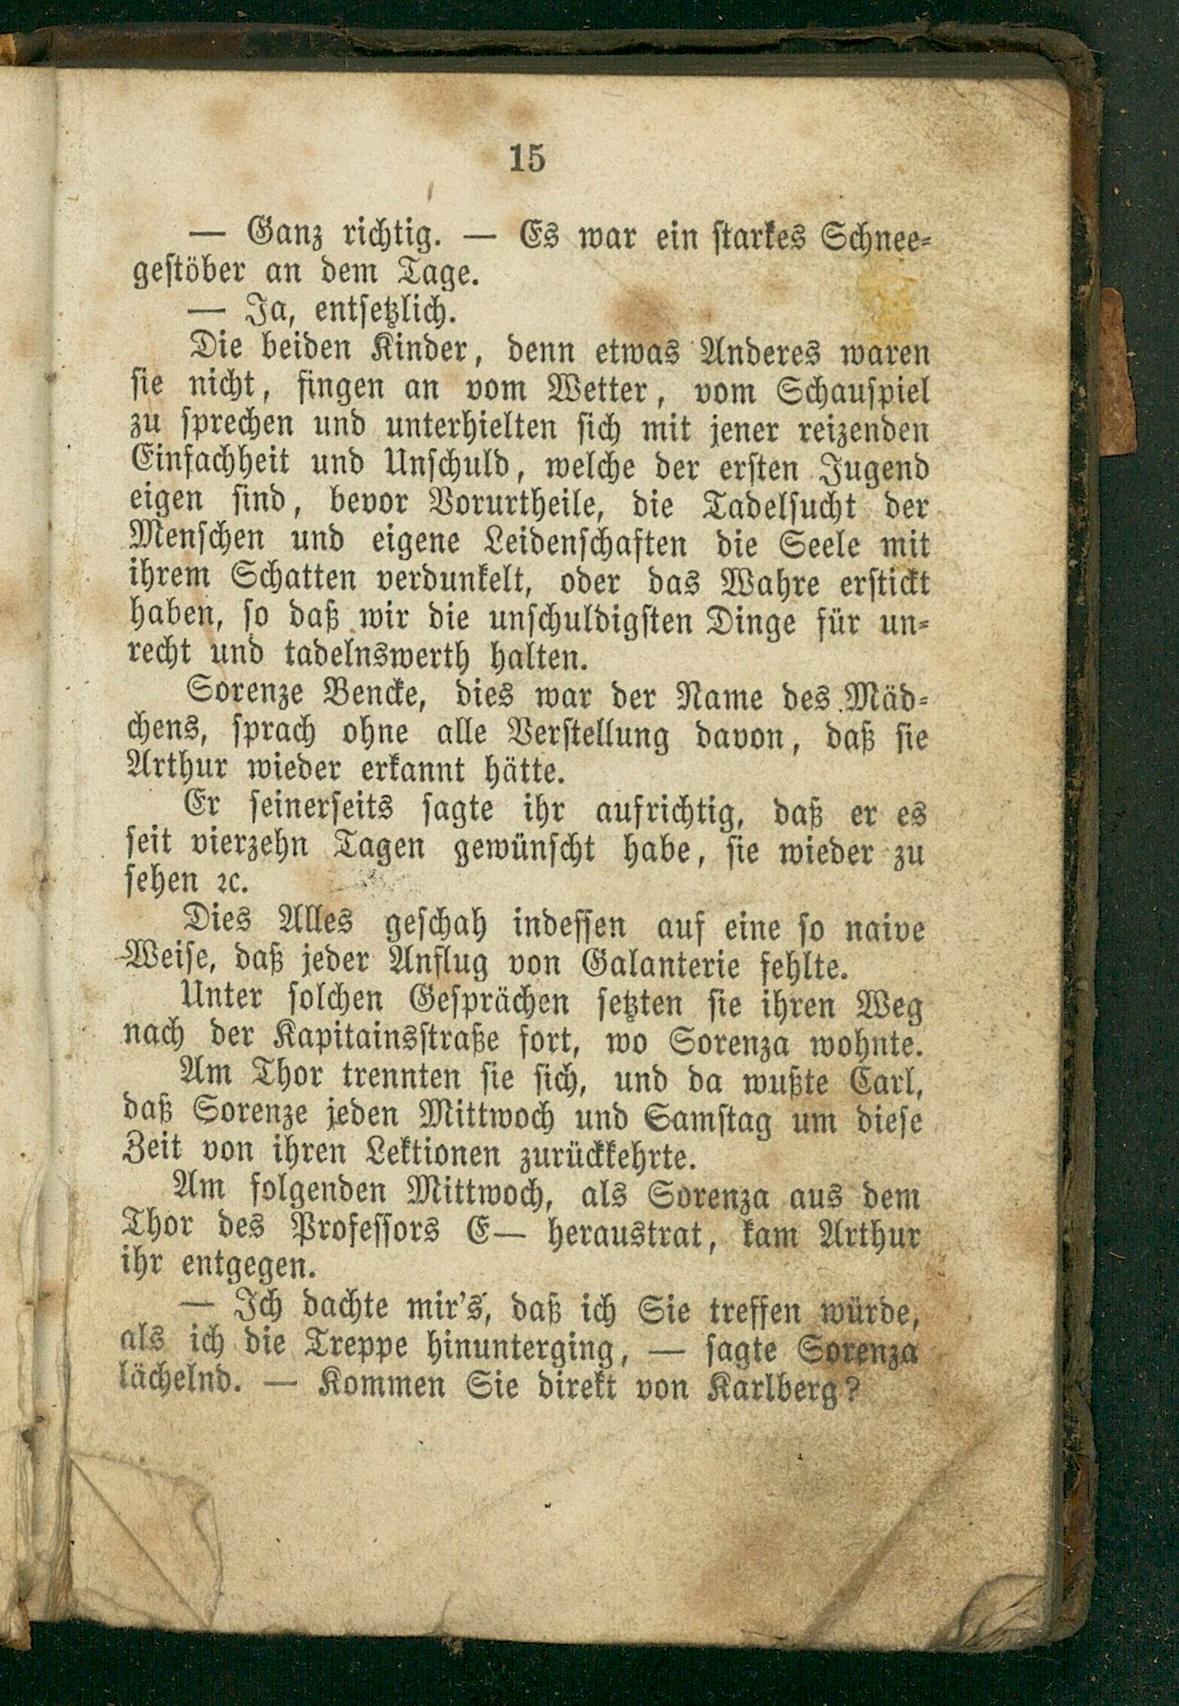 15
— Ganz richtig. — Es war ein starkes Schnee-
gestöber an dem Tage.
— Ja, entsetzlich.
Die beiden Kinder, denn etwas Anderes waren
sie nicht, fingen an vom Wetter, vom Schauspiel
zu sprechen und unterhielten sich mit jener reizenden
Einfachheit und Unschuld, welche der ersten Jugend
eigen sind, bevor Vorurtheile, die Tadelsucht der
Menschen und eigene Leidenschaften die Seele mit
ihrem Schatten verdunkelt, oder das Wahre erstickt
haben, so daß wir die unschuldigsten Dinge für un-
recht und tadelnswerth halten.
Sorenze Bencke, dies war der Name des Mäd-
chens, sprach ohne alle Verstellung davon, daß sie
Arthur wieder erkannt hätte.
Er seinerseits sagte ihr aufrichtig, daß er es
seit vierzehn Tagen gewünscht habe, sie wieder zu
sehen ꝛc.
Dies Alles geschah indessen auf eine so naive
Weise, daß jeder Anflug von Galanterie fehlte.
Unter solchen Gesprächen setzten sie ihren Weg
nach der Kapitainsstraße fort, wo Sorenza wohnte.
Am Thor trennten sie sich, und da wußte Carl,
daß Sorenze jeden Mittwoch und Samstag um diese
Zeit von ihren Lektionen zurückkehrte.
Am folgenden Mittwoch, als Sorenza aus dem
Thor des Professors E— heraustrat, kam Arthur
ihr entgegen.
— Ich dachte mir's, daß ich Sie treffen würde,
als ich die Treppe hinunterging, — sagte Sorenza
lächelnd. — Kommen Sie direkt von Karlberg?